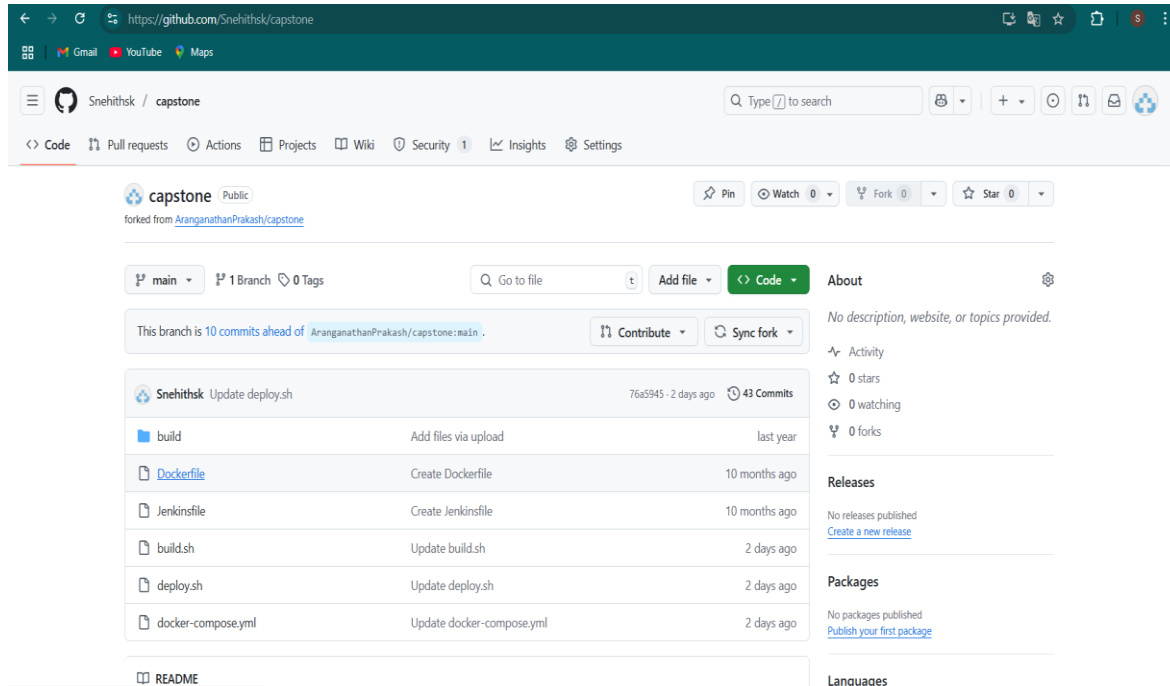 https://github.com/Snehithsk/capstone
S
Gmail YouTube Maps
Snehithsk / capstone
Type / to search
Code Pull requests Actions Projects Wiki Security 1 Insights Settings
capstone Public
Pin Watch 0 Fork 0 Star 0
forked from AranganathanPrakash/capstone
main 1 Branch 0 Tags
Go to file t Add file Code
This branch is 10 commits ahead of AranganathanPrakash/capstone:main .
Contribute Sync fork
Snehithsk Update deploy.sh 76a5945 · 2 days ago 43 Commits
build Add files via upload last year
Dockerfile Create Dockerfile 10 months ago
Jenkinsfile Create Jenkinsfile 10 months ago
build.sh Update build.sh 2 days ago
deploy.sh Update deploy.sh 2 days ago
docker-compose.yml Update docker-compose.yml 2 days ago
README
About
No description, website, or topics provided.
Activity
0 stars
0 watching
0 forks
Releases
No releases published
Create a new release
Packages
No packages published
Publish your first package
Languages